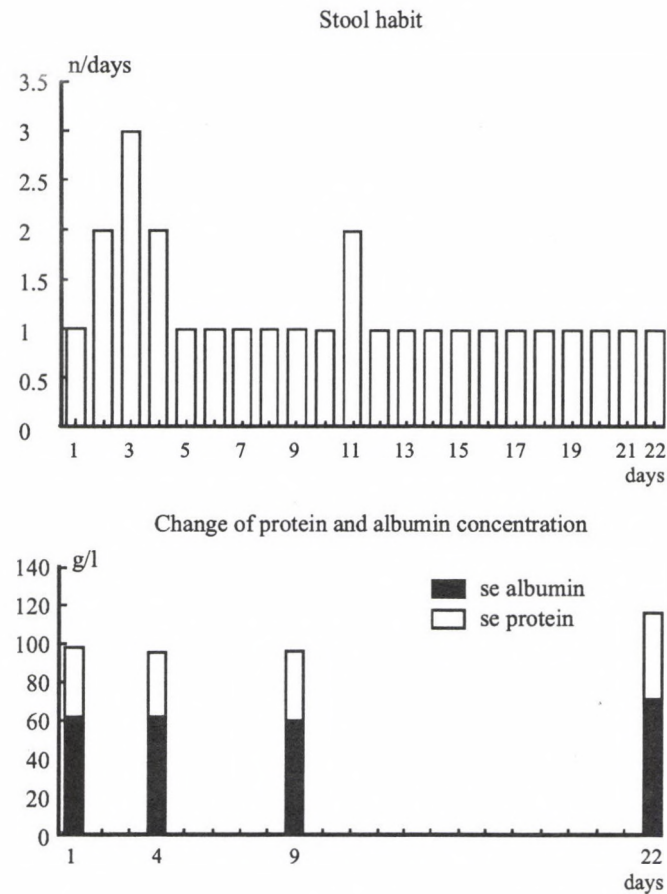 Stool habit
n/days
3.5
3
2.5
2
1.5
1
0.5
0
1 3 5 7 9 11 13 15 17 19 21 22
days
Change of protein and albumin concentration
g/l
140
120
100
80
60
40
20
0
se albumin
se protein
1 4 9 22
days